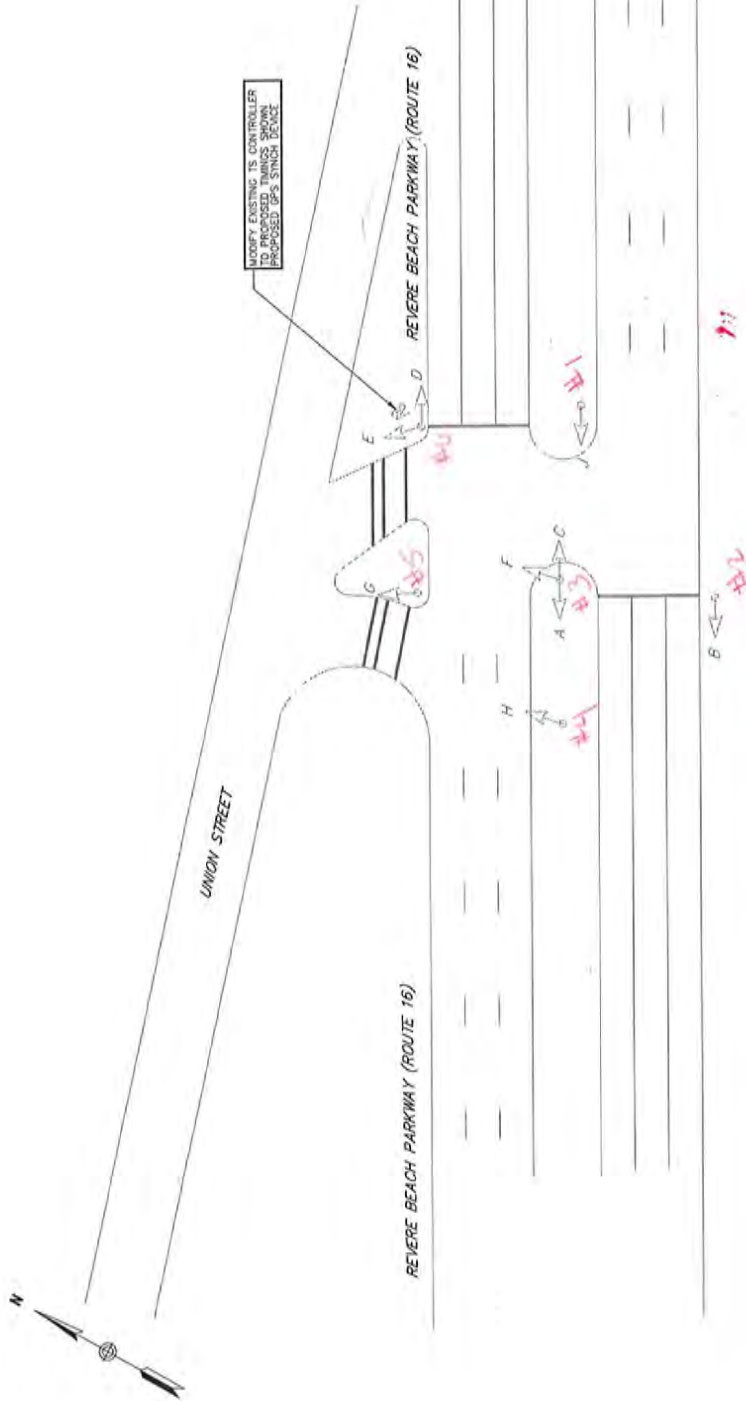 N
UNION STREET
MODIFY EXISTING TS CONTROLLER
TO PROPOSED TIMINGS SHOWN
PROPOSED GPS SYNCH DEVICE
REVERE BEACH PARKWAY (ROUTE 16)
REVERE BEACH PARKWAY (ROUTE 16)
E
D
G
#5
H
#4
F
A
C
#3
J
#1
B
#2